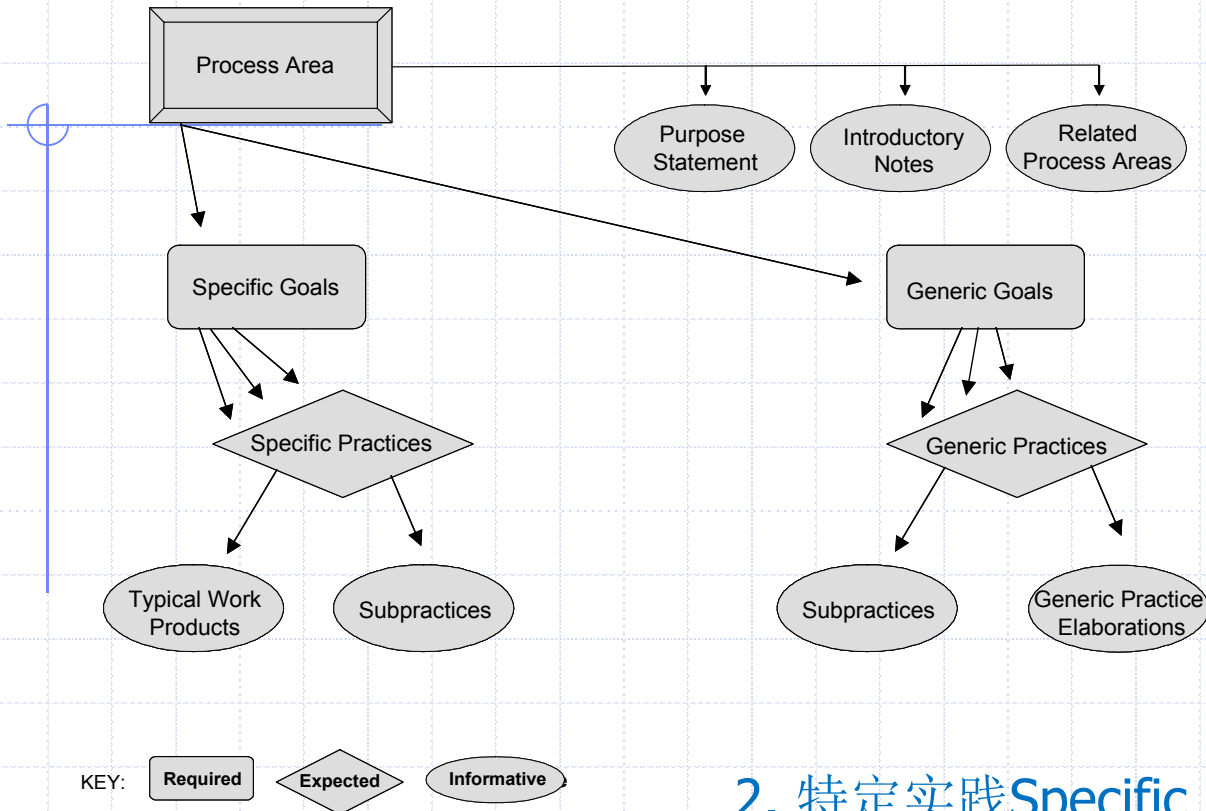 Process Area
Purpose
Statement
Introductory
Notes
Related
Process Areas
Specific Goals
Generic Goals
Specific Practices
Generic Practices
Typical Work
Products
Subpractices
Subpractices
Generic Practice
Elaborations
KEY:
Required
Expected
Informative
2. 特定实践Specific